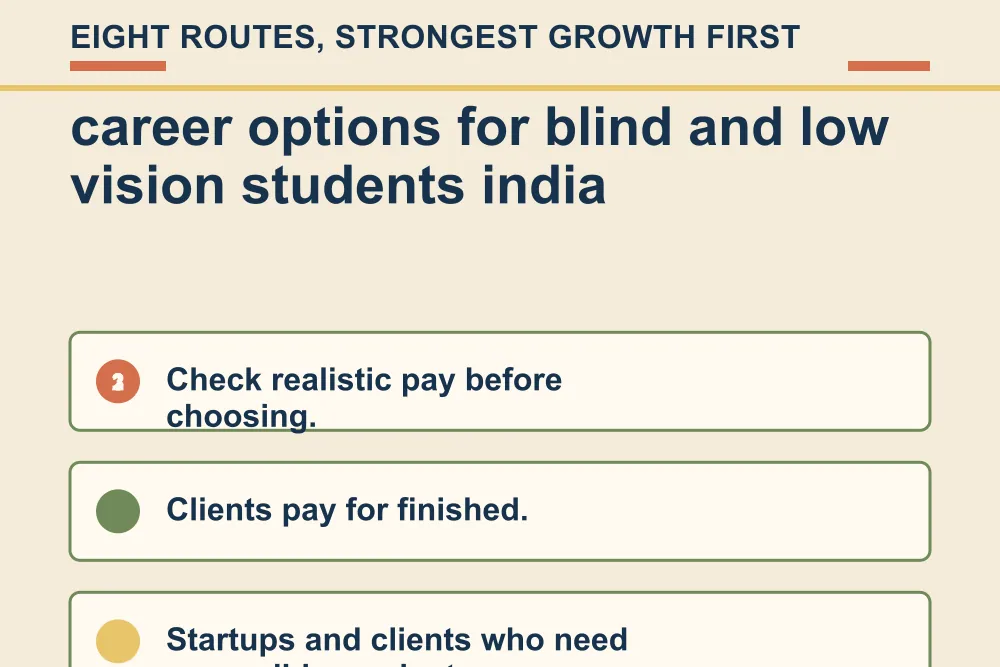 EIGHT ROUTES, STRONGEST GROWTH FIRST
career options for blind and low
vision students india
Check realistic pay before
choosing.
Clients pay for finished.
Startups and clients who need